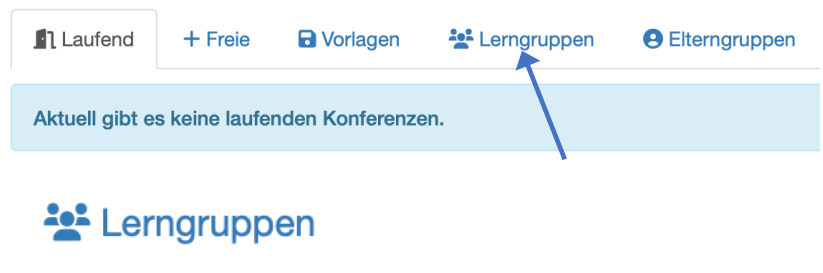 Laufend + Freie Vorlagen Lerngruppen Elterngruppen
Aktuell gibt es keine laufenden Konferenzen.
Lerngruppen